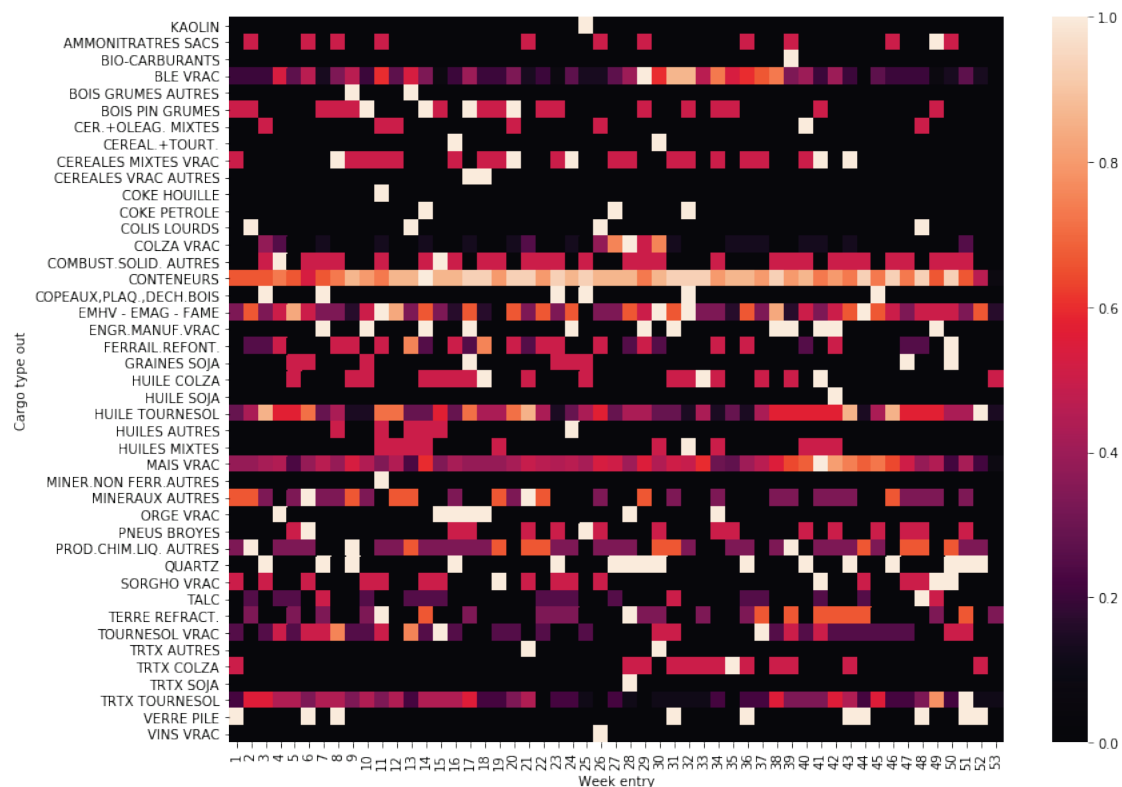 Cargo type out
KAOLIN
AMMONITRATRES SACS
BIO-CARBURANTS
BLE VRAC
BOIS GRUMES AUTRES
BOIS PIN GRUMES
CER.+OLEAG. MIXTES
CEREAL.+TOURT.
CEREALES MIXTES VRAC
CEREALES VRAC AUTRES
COKE HOUILLE
COKE PETROLE
COLIS LOURDS
COLZA VRAC
COMBUST.SOLID. AUTRES
CONTENEURS
COPEAUX,PLAQ.,DECH.BOIS
EMHV - EMAG - FAME
ENGR.MANUF.VRAC
FERRAIL.REFONT.
GRAINES SOJA
HUILE COLZA
HUILE SOJA
HUILE TOURNESOL
HUILES AUTRES
HUILES MIXTES
MAIS VRAC
MINER.NON FERR.AUTRES
MINERAUX AUTRES
ORGE VRAC
PNEUS BROYES
PROD.CHIM.LIQ. AUTRES
QUARTZ
SORGHO VRAC
TALC
TERRE REFRACT.
TOURNESOL VRAC
TRTX AUTRES
TRTX COLZA
TRTX SOJA
TRTX TOURNESOL
VERRE PILE
VINS VRAC
1 2 3 4 5 6 7 8 9 10 11 12 13 14 15 16 17 18 19 20 21 22 23 24 25 26 27 28 29 30 31 32 33 34 35 36 37 38 39 40 41 42 43 44 45 46 47 48 49 50 51 52 53
Week entry
1.0
0.8
0.6
0.4
0.2
0.0